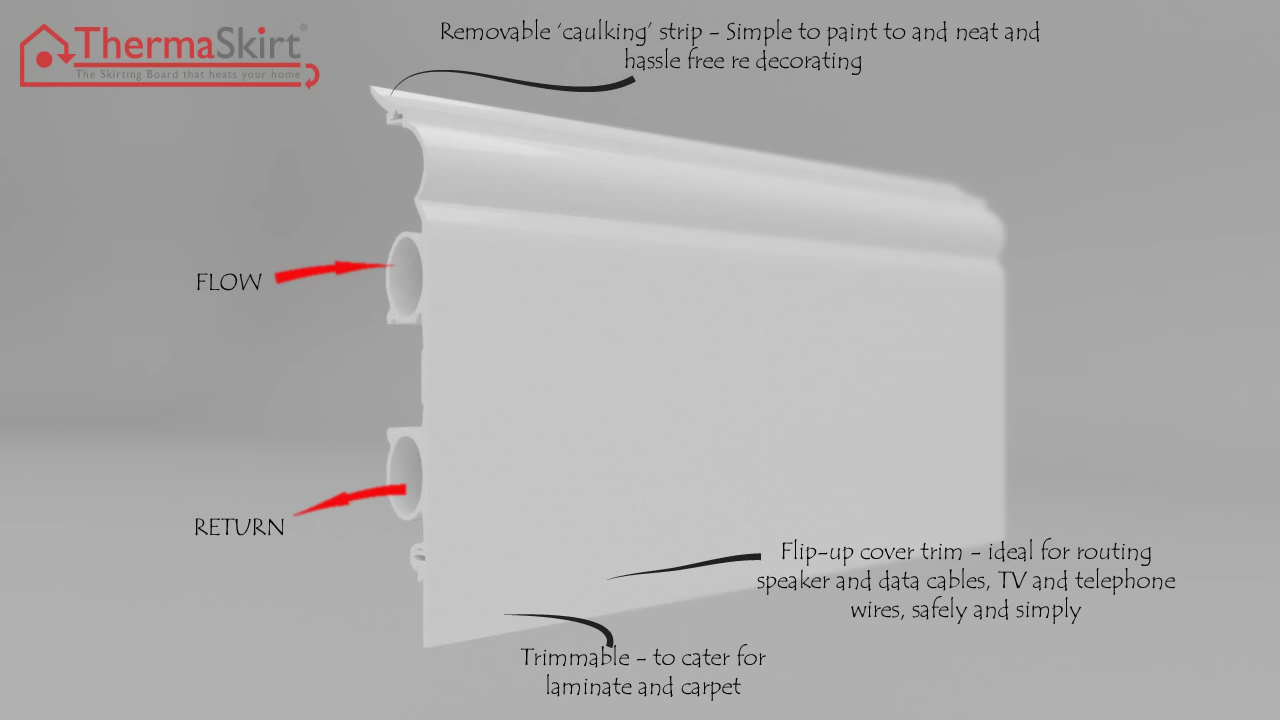 ThermaSkirt®
The Skirting Board that heats your home
Removable ‘caulking’ strip – Simple to paint to and neat and
hassle free re decorating
FLOW
RETURN
Flip-up cover trim – ideal for routing
speaker and data cables, TV and telephone
wires, safely and simply
Trimmable – to cater for
laminate and carpet